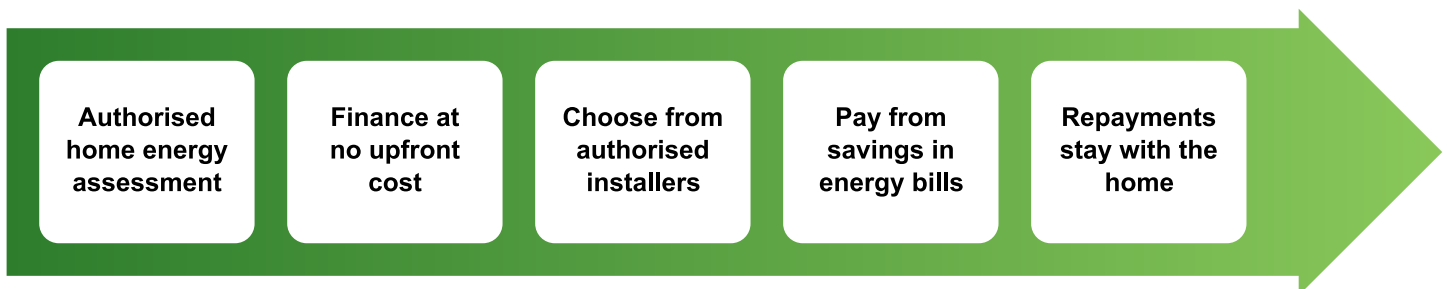 Authorised
home energy
assessment
Finance at
no upfront
cost
Choose from
authorised
installers
Pay from
savings in
energy bills
Repayments
stay with the
home